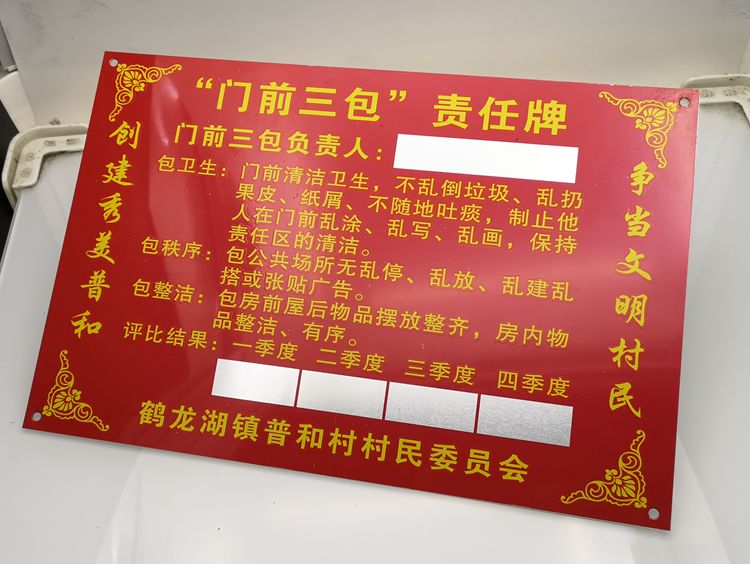 “门前三包”责任牌
门前三包负责人：
包卫生：门前清洁卫生，不乱倒垃圾、乱扔
果皮、纸屑、不随地吐痰，制止他
人在门前乱涂、乱写、乱画，保持
责任区的清洁。
包秩序：包公共场所无乱停、乱放、乱建乱
搭或张贴广告。
包整洁：包房前屋后物品摆放整齐，房内物
品整洁、有序。
评比结果：一季度 二季度 三季度 四季度
鹤龙湖镇普和村村民委员会
创建秀美普和
争当文明村民